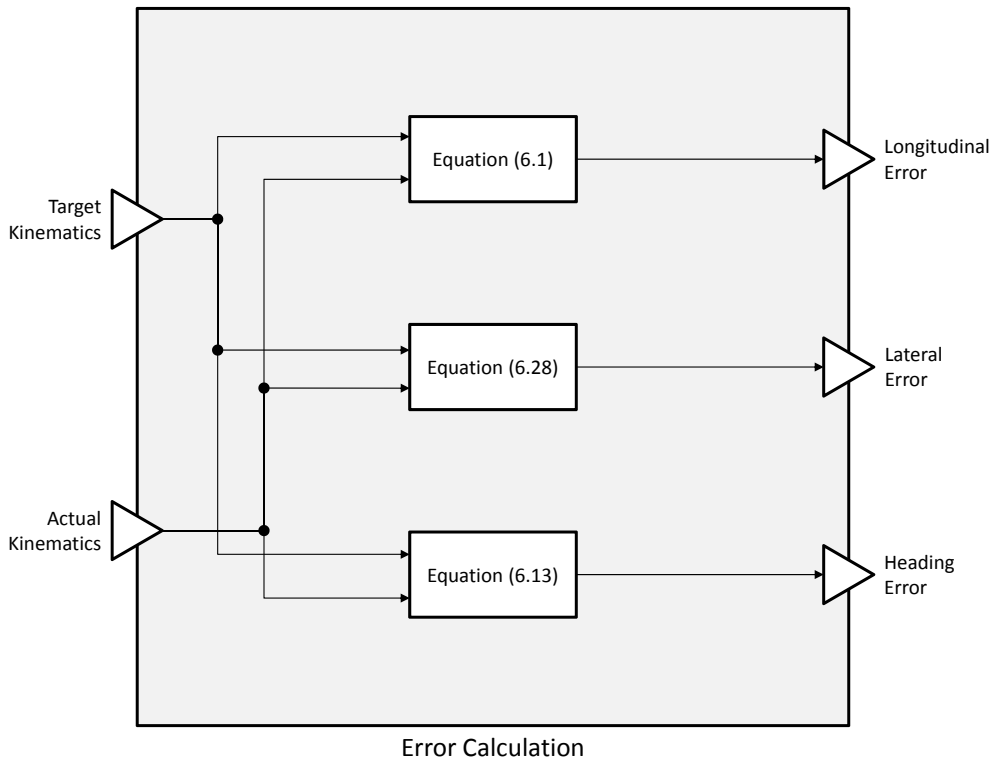 Equation (6.1)
Longitudinal
Error
Target
Kinematics
Equation (6.28)
Lateral
Error
Actual
Kinematics
Equation (6.13)
Heading
Error
Error Calculation